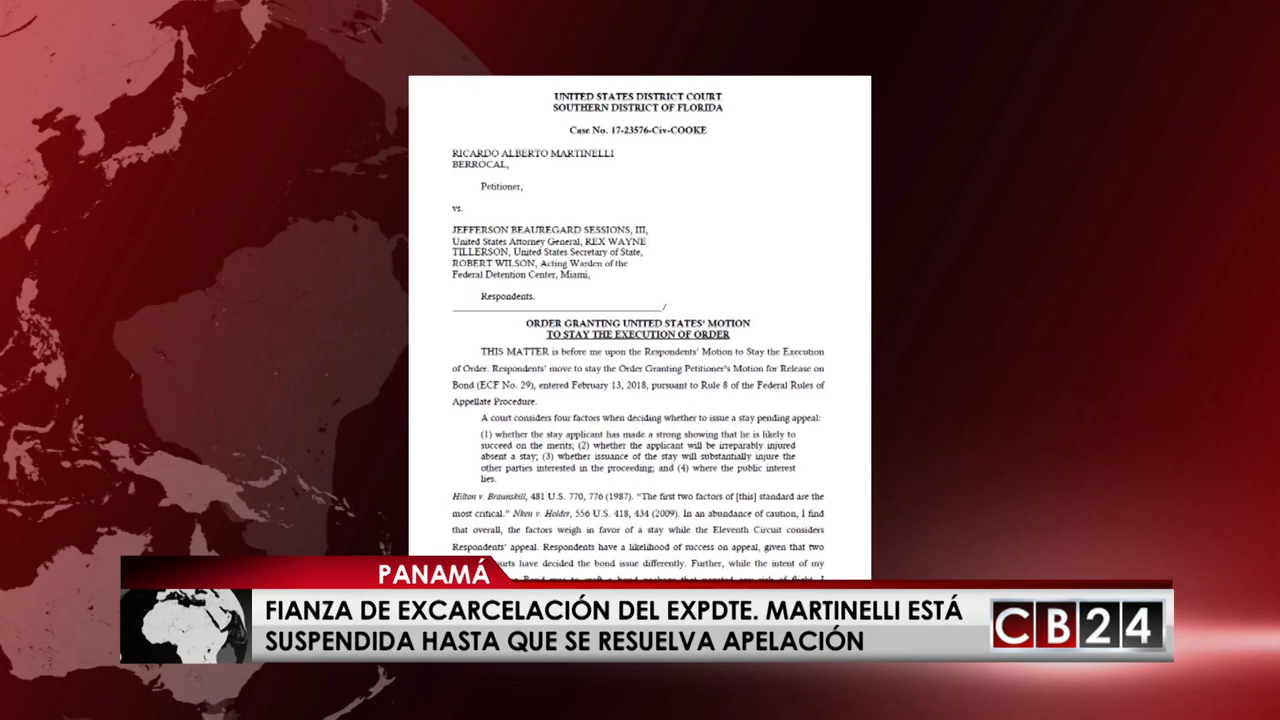 UNITED STATES DISTRICT COURT
SOUTHERN DISTRICT OF FLORIDA
Case No. 17-23576-Civ-COOKE
RICARDO ALBERTO MARTINELLI
BERROCAL,
Petitioner,
vs.
JEFFERSON BEAUREGARD SESSIONS, III,
United States Attorney General, REX WAYNE
TILLERSON, United States Secretary of State,
ROBERT WILSON, Acting Warden of the
Federal Detention Center, Miami,
Respondents.
/
ORDER GRANTING UNITED STATES' MOTION
TO STAY THE EXECUTION OF ORDER
THIS MATTER is before me upon the Respondents' Motion to Stay the Execution
of Order. Respondents' move to stay the Order Granting Petitioner's Motion for Release on
Bond (ECF No. 29), entered February 13, 2018, pursuant to Rule 8 of the Federal Rules of
Appellate Procedure.
A court considers four factors when deciding whether to issue a stay pending appeal:
(1) whether the stay applicant has made a strong showing that he is likely to
succeed on the merits; (2) whether the applicant will be irreparably injured
absent a stay; (3) whether issuance of the stay will substantially injure the
other parties interested in the proceeding; and (4) where the public interest
lies.
Hilton v. Braunskill, 481 U.S. 770, 776 (1987). "The first two factors of [this] standard are the
most critical." Nken v. Holder, 556 U.S. 418, 434 (2009). In an abundance of caution, I find
that overall, the factors weigh in favor of a stay while the Eleventh Circuit considers
Respondents' appeal. Respondents have a likelihood of success on appeal, given that two
have decided the bond issue differently. Further, while the intent of my
PANAMÁ
FIANZA DE EXCARCELACIÓN DEL EXPDTE. MARTINELLI ESTÁ
SUSPENDIDA HASTA QUE SE RESUELVA APELACIÓN
CB24